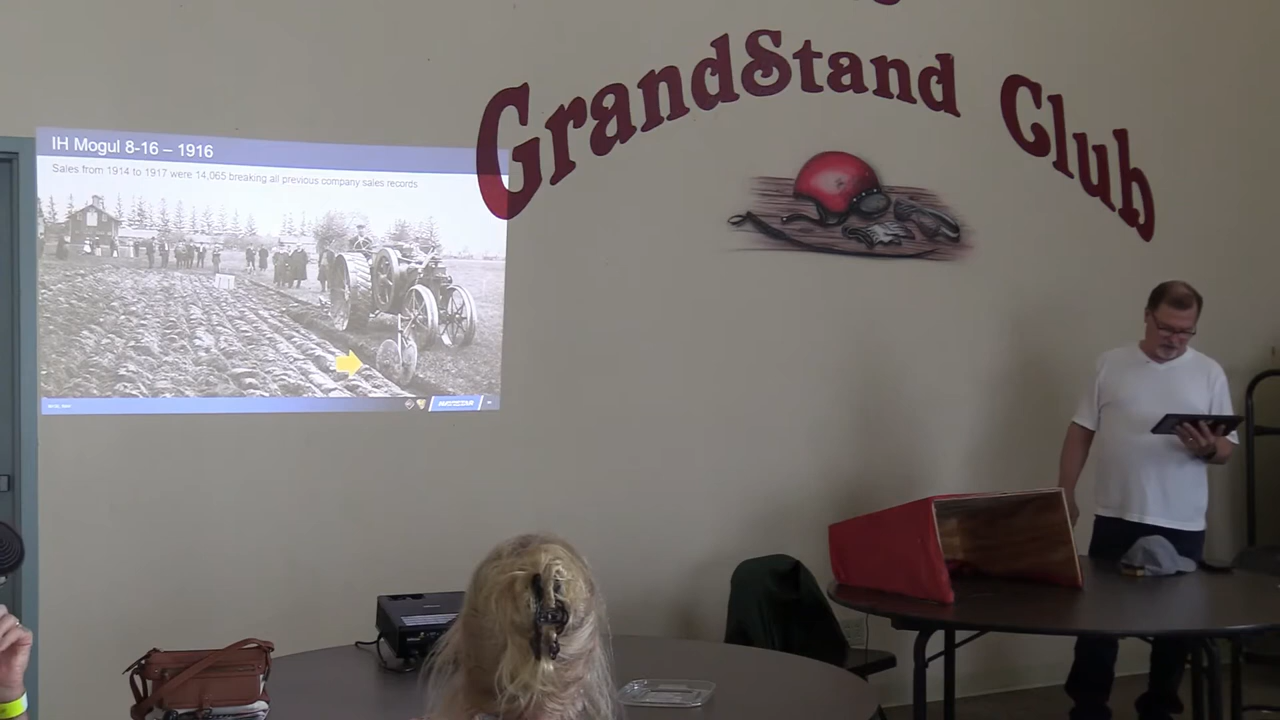 GrandStand Club
IH Mogul 8-16 – 1916
Sales from 1914 to 1917 were 14,065 breaking all previous company sales records
NAVISTAR